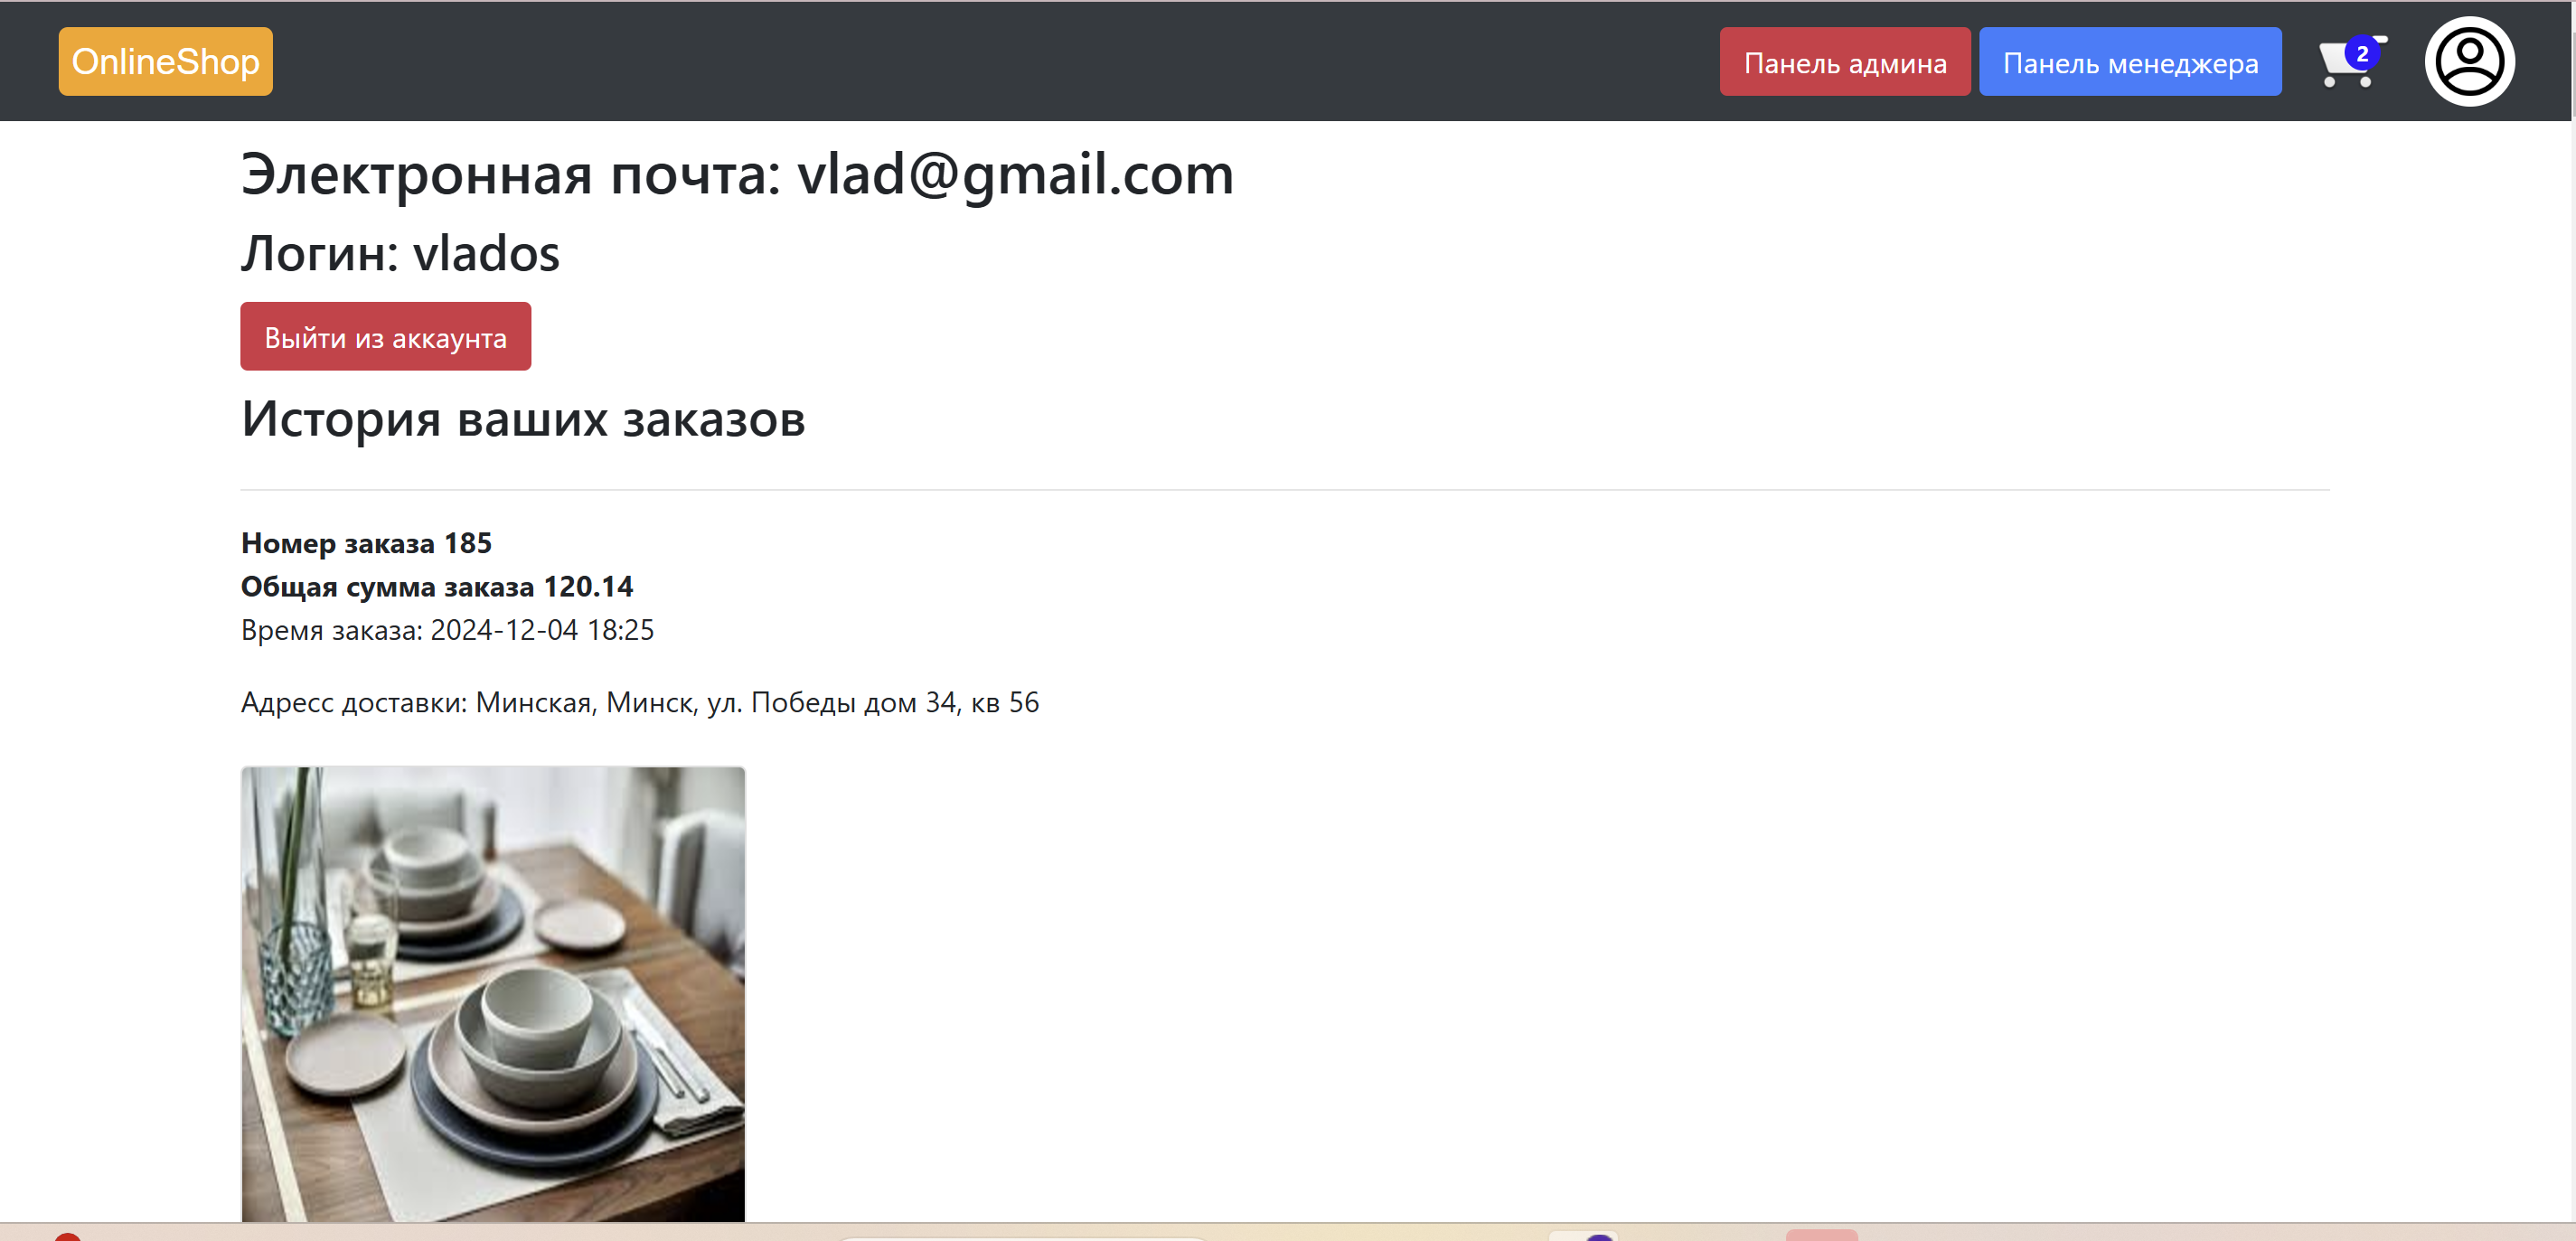 OnlineShop
Панель админа
Панель менеджера
2
Электронная почта: vlad@gmail.com
Логин: vlados
Выйти из аккаунта
История ваших заказов
Номер заказа 185
Общая сумма заказа 120.14
Время заказа: 2024-12-04 18:25
Адресс доставки: Минская, Минск, ул. Победы дом 34, кв 56